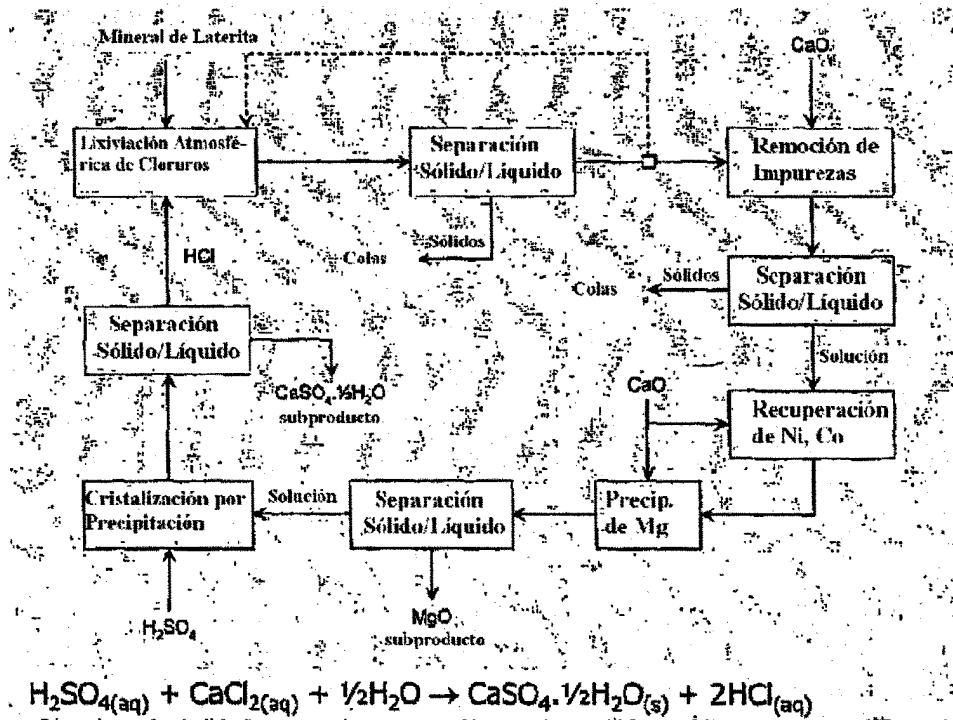 Mineral de Laterita
CaO
Lixiviación Atmosfé-
rica de Cloruros
Separación
Sólido/Líquido
Remoción de
Impurezas
Sólidos
Colas
HCl
Separación
Sólido/Líquido
Sólidos
Colas
Separación
Sólido/Líquido
Solución
CaSO₄.½H₂O
subproducto
CaO
Recuperación
de Ni, Co
Cristalización por
Precipitación
Solución
Separación
Sólido/Líquido
Precip.
de Mg
H₂SO₄
MgO
subproducto
H₂SO₄(aq) + CaCl₂(aq) + ½H₂O → CaSO₄.½H₂O(s) + 2HCl(aq)